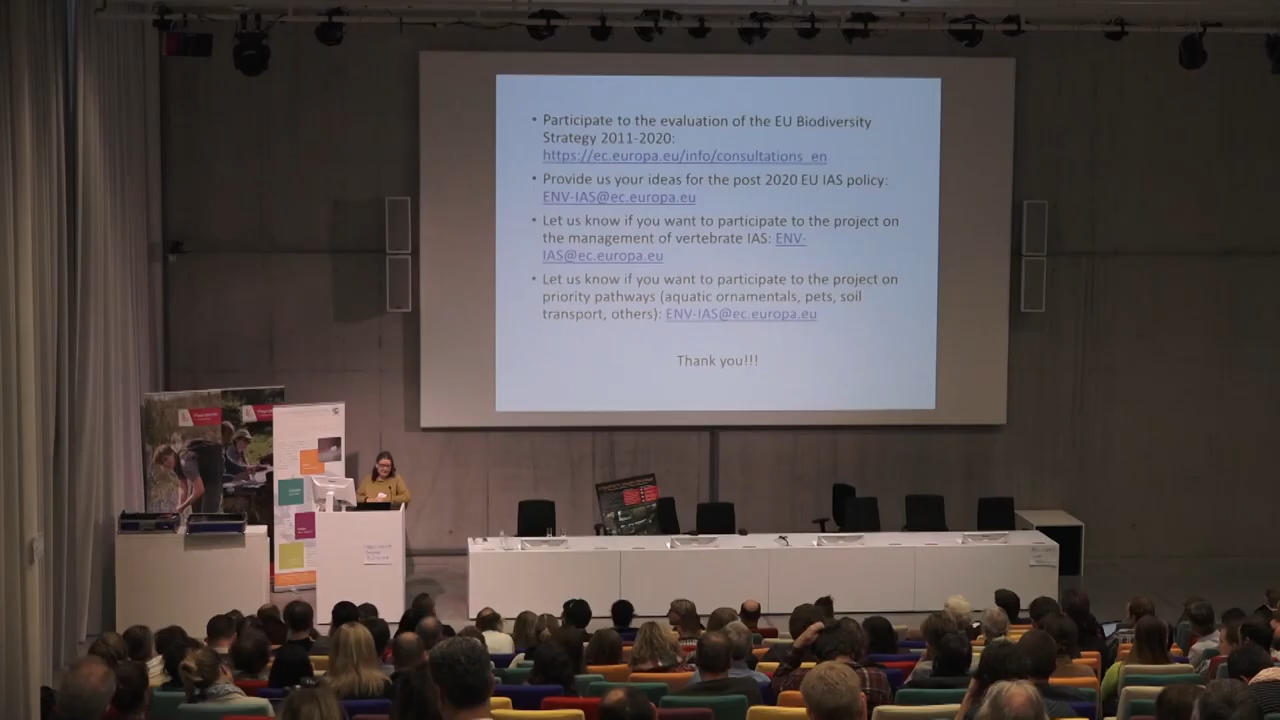 • Participate to the evaluation of the EU Biodiversity
Strategy 2011-2020:
https://ec.europa.eu/info/consultations_en
• Provide us your ideas for the post 2020 EU IAS policy:
ENV-IAS@ec.europa.eu
• Let us know if you want to participate to the project on
the management of vertebrate IAS: ENV-
IAS@ec.europa.eu
• Let us know if you want to participate to the project on
priority pathways (aquatic ornamentals, pets, soil
transport, others): ENV-IAS@ec.europa.eu
Thank you!!!